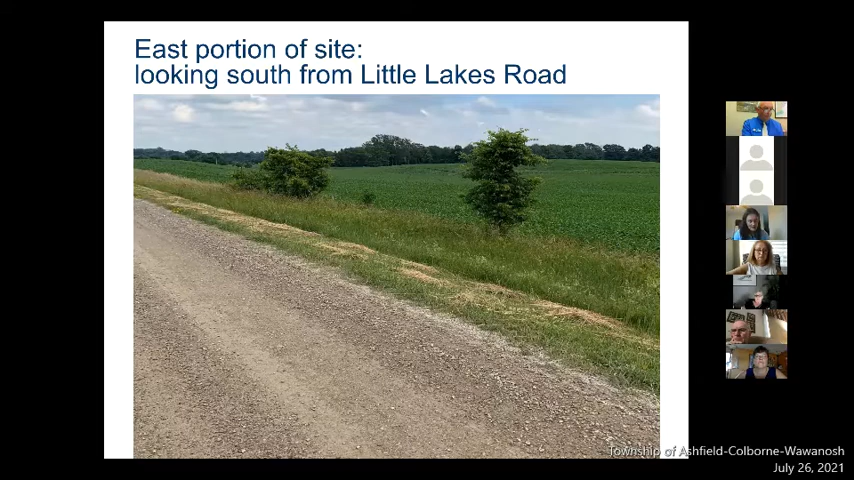 East portion of site:
looking south from Little Lakes Road
Township of Ashfield-Colborne-Wawanosh
July 26, 2021